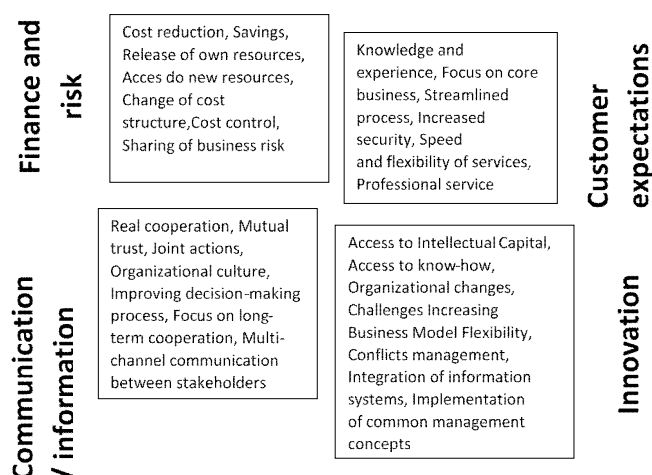 Finance and
risk
Cost reduction, Savings,
Release of own resources,
Acces do new resources,
Change of cost
structure,Cost control,
Sharing of business risk
Knowledge and
experience, Focus on core
business, Streamlined
process, Increased
security, Speed
and flexibility of services,
Professional service
Customer
expectations
Communication
/ information
Real cooperation, Mutual
trust, Joint actions,
Organizational culture,
Improving decision-making
process, Focus on long-
term cooperation, Multi-
channel communication
between stakeholders
Access to Intellectual Capital,
Access to know-how,
Organizational changes,
Challenges Increasing
Business Model Flexibility,
Conflicts management,
Integration of information
systems, Implementation
of common management
concepts
Innovation